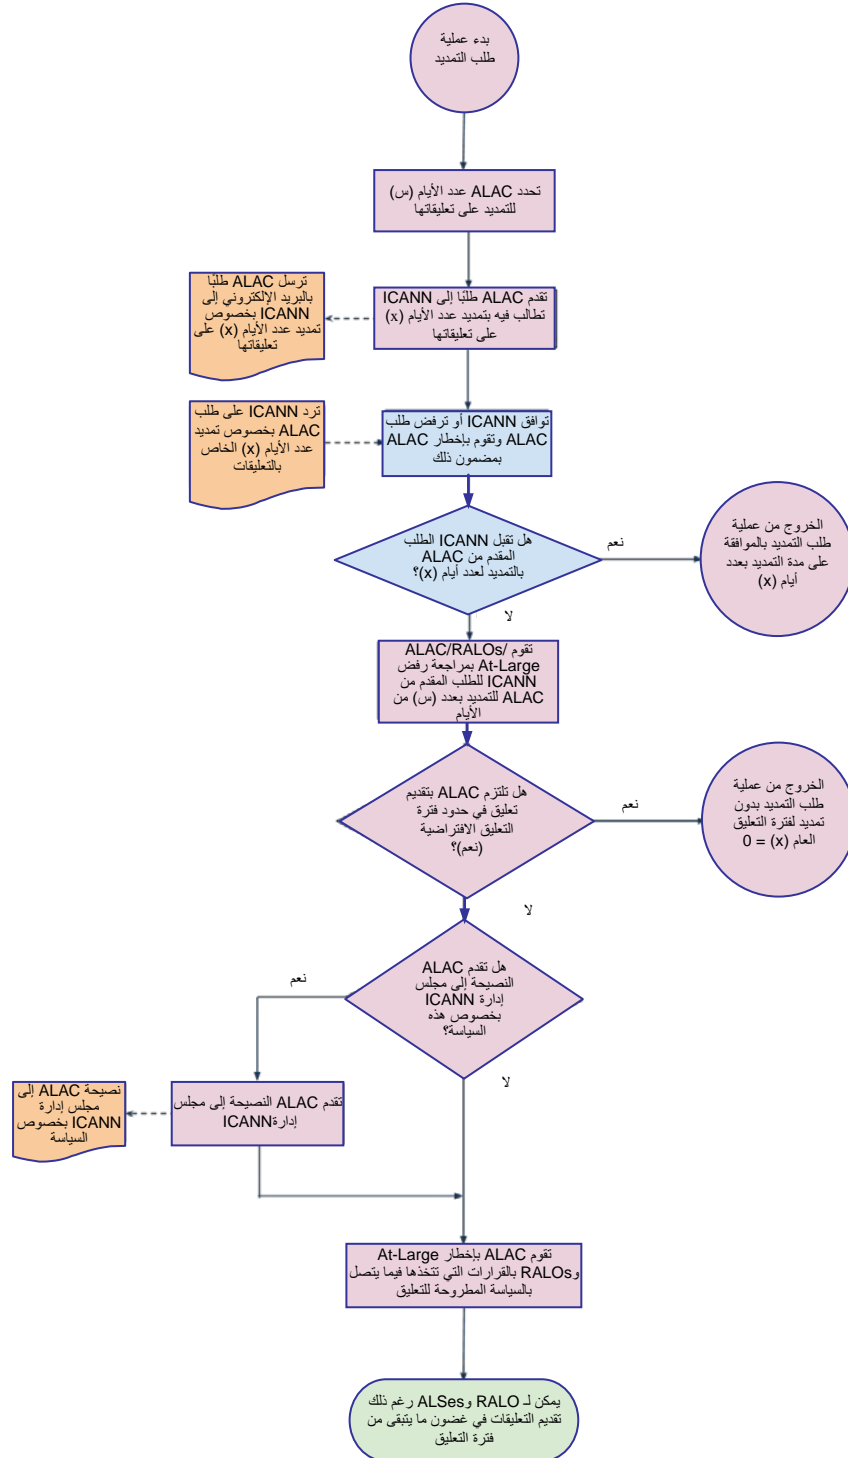 بدء عملية
طلب التمديد
تحدد ALAC عدد الأيام (س)
للتمديد على تعليقاتها
تقدم ALAC طلبًا إلى ICANN
تطالب فيه بتمديد عدد الأيام (x)
على تعليقاتها
ترسل ALAC طلبًا
بالبريد الإلكتروني إلى
ICANN بخصوص
تمديد عدد الأيام (x) على
تعليقاتها
توافق ICANN أو ترفض طلب
ALAC وتقوم بإخطار ALAC
بمضمون ذلك
ترد ICANN على طلب
ALAC بخصوص تمديد
عدد الأيام (x) الخاص
بالتعليقات
هل تقبل ICANN الطلب
المقدم من ALAC
بالتمديد لعدد أيام (x)؟
نعم
الخروج من عملية
طلب التمديد بالموافقة
على مدة التمديد بعدد
أيام (x)
لا
تقوم ALAC/RALOs/
At-Large بمراجعة رفض
ICANN للطلب المقدم من
ALAC للتمديد بعدد (س) من
الأيام
هل تلتزم ALAC بتقديم
تعليق في حدود فترة
التعليق الافتراضية
(نعم)؟
نعم
الخروج من عملية
طلب التمديد بدون
تمديد لفترة التعليق
العام (x) = 0
لا
هل تقدم ALAC
النصيحة إلى مجلس
إدارة ICANN
بخصوص هذه
السياسة؟
نعم
لا
تقدم ALAC النصيحة إلى مجلس
إدارةICANN
نصيحة ALAC إلى
مجلس إدارة
ICANN بخصوص
السياسة
تقوم ALAC بإخطار At-Large
وRALOs بالقرارات التي تتخذها فيما يتصل
بالسياسة المطروحة للتعليق
يمكن لـ RALO وALSes رغم ذلك
تقديم التعليقات في غضون ما يتبقى من
فترة التعليق